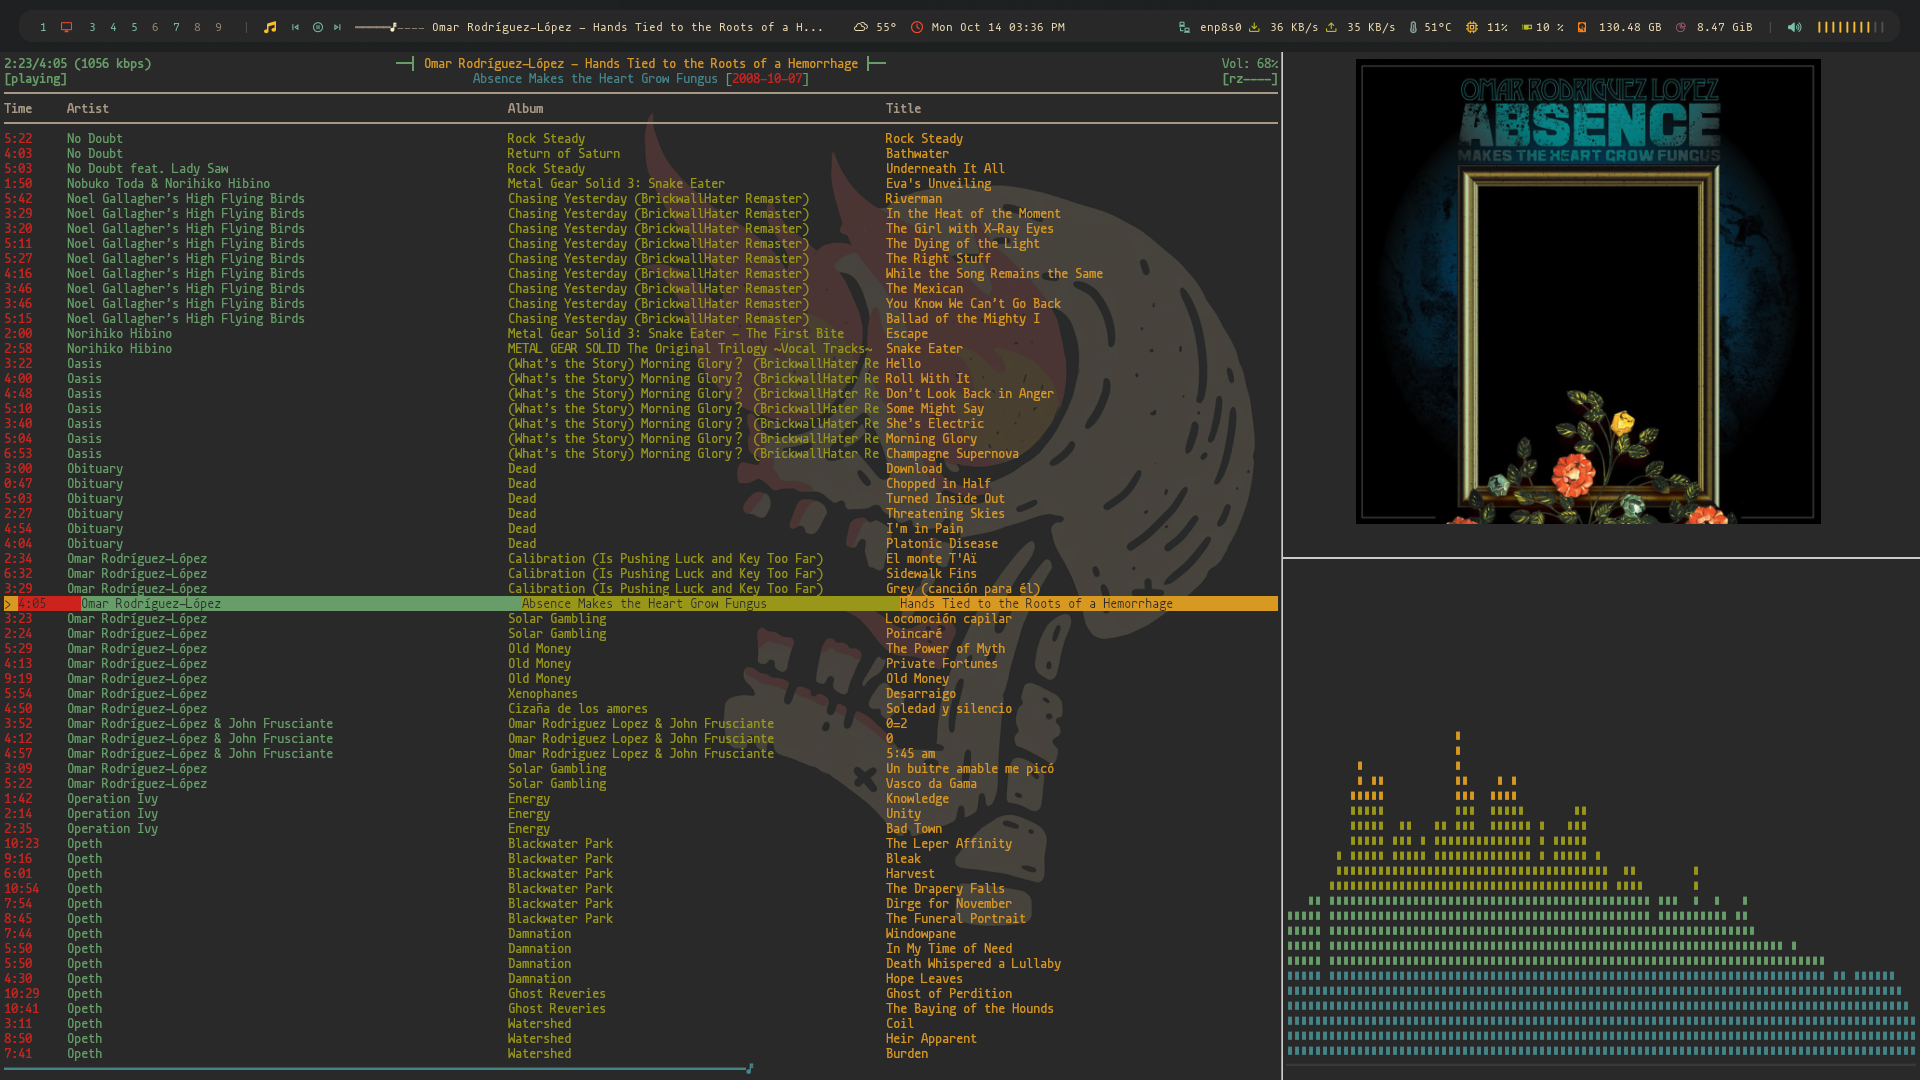 1 3 4 5 6 7 8 9 | Omar Rodríguez-López - Hands Tied to the Roots of a H... 55° Mon Oct 14 03:36 PM enp8s0 36 KB/s 35 KB/s 51°C 11% 10 % 130.48 GB 8.47 GiB |
2:23/4:05 (1056 kbps) Omar Rodríguez-López - Hands Tied to the Roots of a Hemorrhage Vol: 68%
[playing] Absence Makes the Heart Grow Fungus [2008-10-07] [rz----]
Time Artist Album Title
5:22 No Doubt Rock Steady Rock Steady
4:03 No Doubt Return of Saturn Bathwater
5:03 No Doubt feat. Lady Saw Rock Steady Underneath It All
1:50 Nobuko Toda & Norihiko Hibino Metal Gear Solid 3: Snake Eater Eva's Unveiling
5:42 Noel Gallagher's High Flying Birds Chasing Yesterday (BrickwallHater Remaster) Riverman
3:29 Noel Gallagher's High Flying Birds Chasing Yesterday (BrickwallHater Remaster) In the Heat of the Moment
3:20 Noel Gallagher's High Flying Birds Chasing Yesterday (BrickwallHater Remaster) The Girl with X-Ray Eyes
5:11 Noel Gallagher's High Flying Birds Chasing Yesterday (BrickwallHater Remaster) The Dying of the Light
5:27 Noel Gallagher's High Flying Birds Chasing Yesterday (BrickwallHater Remaster) The Right Stuff
4:16 Noel Gallagher's High Flying Birds Chasing Yesterday (BrickwallHater Remaster) While the Song Remains the Same
3:46 Noel Gallagher's High Flying Birds Chasing Yesterday (BrickwallHater Remaster) The Mexican
3:46 Noel Gallagher's High Flying Birds Chasing Yesterday (BrickwallHater Remaster) You Know We Can't Go Back
5:15 Noel Gallagher's High Flying Birds Chasing Yesterday (BrickwallHater Remaster) Ballad of the Mighty I
2:00 Norihiko Hibino Metal Gear Solid 3: Snake Eater - The First Bite Escape
2:58 Norihiko Hibino METAL GEAR SOLID The Original Trilogy ~Vocal Tracks~ Snake Eater
3:22 Oasis (What's the Story) Morning Glory? (BrickwallHater Re Hello
4:00 Oasis (What's the Story) Morning Glory? (BrickwallHater Re Roll With It
4:48 Oasis (What's the Story) Morning Glory? (BrickwallHater Re Don't Look Back in Anger
5:10 Oasis (What's the Story) Morning Glory? (BrickwallHater Re Some Might Say
3:40 Oasis (What's the Story) Morning Glory? (BrickwallHater Re She's Electric
5:04 Oasis (What's the Story) Morning Glory? (BrickwallHater Re Morning Glory
6:53 Oasis (What's the Story) Morning Glory? (BrickwallHater Re Champagne Supernova
3:00 Obituary Dead Download
0:47 Obituary Dead Chopped in Half
5:03 Obituary Dead Turned Inside Out
2:27 Obituary Dead Threatening Skies
4:54 Obituary Dead I'm in Pain
4:04 Obituary Dead Platonic Disease
2:34 Omar Rodríguez-López Calibration (Is Pushing Luck and Key Too Far) El monte T'Aï
6:32 Omar Rodríguez-López Calibration (Is Pushing Luck and Key Too Far) Sidewalk Fins
3:29 Omar Rodríguez-López Calibration (Is Pushing Luck and Key Too Far) Grey (canción para él)
> 4:05 Omar Rodríguez-López Absence Makes the Heart Grow Fungus Hands Tied to the Roots of a Hemorrhage
3:23 Omar Rodríguez-López Solar Gambling Locomoción capilar
2:24 Omar Rodríguez-López Solar Gambling Poincaré
5:29 Omar Rodríguez-López Old Money The Power of Myth
4:13 Omar Rodríguez-López Old Money Private Fortunes
9:19 Omar Rodríguez-López Old Money Old Money
5:54 Omar Rodríguez-López Xenophanes Desarraigo
4:50 Omar Rodríguez-López Cizaña de los amores Soledad y silencio
3:52 Omar Rodríguez-López & John Frusciante Omar Rodriguez Lopez & John Frusciante 0=2
4:12 Omar Rodríguez-López & John Frusciante Omar Rodriguez Lopez & John Frusciante 0
4:57 Omar Rodríguez-López & John Frusciante Omar Rodriguez Lopez & John Frusciante 5:45 am
3:09 Omar Rodríguez-López Solar Gambling Un buitre amable me picó
5:22 Omar Rodríguez-López Solar Gambling Vasco da Gama
1:42 Operation Ivy Energy Knowledge
2:14 Operation Ivy Energy Unity
2:35 Operation Ivy Energy Bad Town
10:23 Opeth Blackwater Park The Leper Affinity
9:16 Opeth Blackwater Park Bleak
6:01 Opeth Blackwater Park Harvest
10:54 Opeth Blackwater Park The Drapery Falls
7:54 Opeth Blackwater Park Dirge for November
8:45 Opeth Blackwater Park The Funeral Portrait
7:44 Opeth Damnation Windowpane
5:50 Opeth Damnation In My Time of Need
5:50 Opeth Damnation Death Whispered a Lullaby
4:30 Opeth Damnation Hope Leaves
10:29 Opeth Ghost Reveries Ghost of Perdition
10:41 Opeth Ghost Reveries The Baying of the Hounds
3:11 Opeth Watershed Coil
8:50 Opeth Watershed Heir Apparent
7:41 Opeth Watershed Burden
OMAR RODRIGUEZ LOPEZ
ABSENCE
MAKES THE HEART GROW FUNGUS